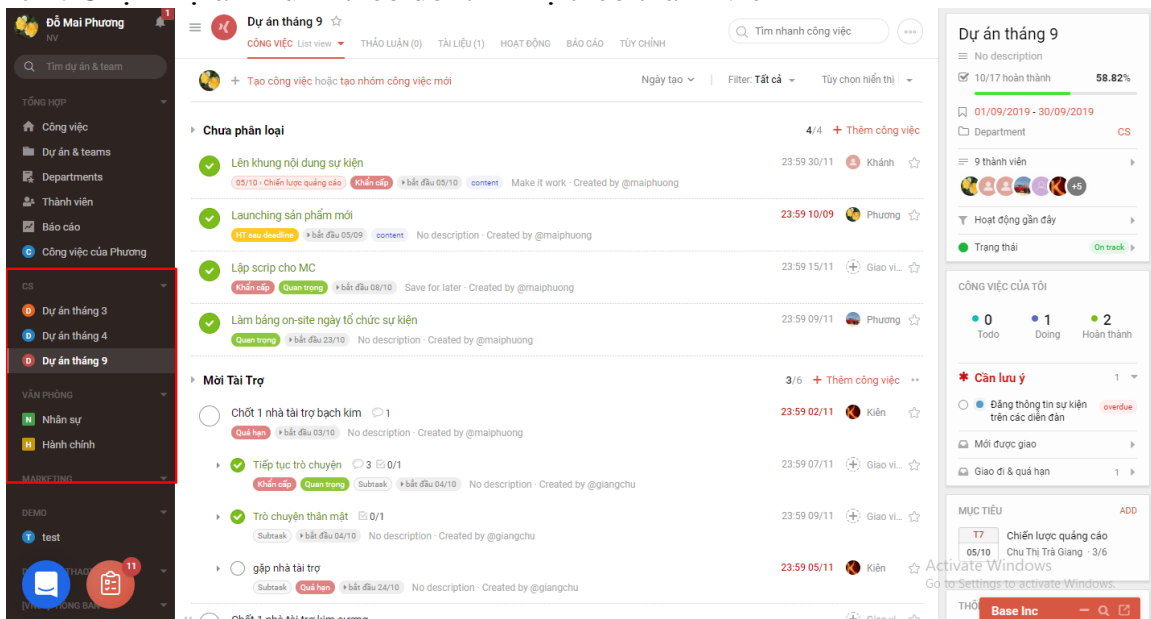 Đỗ Mai Phương
NV
1
Tìm dự án & team
TỔNG HỢP
Công việc
Dự án & teams
Departments
Thành viên
Báo cáo
C Công việc của Phương
CS
D Dự án tháng 3
D Dự án tháng 4
D Dự án tháng 9
VĂN PHÒNG
N Nhân sự
H Hành chính
MARKETING
DEMO
T test
11
Dự án tháng 9
CÔNG VIỆC List view THẢO LUẬN (0) TÀI LIỆU (1) HOẠT ĐỘNG BÁO CÁO TÙY CHỈNH
Tìm nhanh công việc
+ Tạo công việc hoặc tạo nhóm công việc mới
Ngày tạo | Filter: Tất cả Tùy chọn hiển thị
Chưa phân loại 4/4 + Thêm công việc
Lên khung nội dung sự kiện 23:59 30/11 Khánh
05/10 › Chiến lược quảng cáo Khẩn cấp bắt đầu 05/10 content Make it work · Created by @maiphuong
Launching sản phẩm mới 23:59 10/09 Phương
HT sau deadline bắt đầu 05/09 content No description · Created by @maiphuong
Lập scrip cho MC 23:59 15/11 Giao vi...
Khẩn cấp Quan trọng bắt đầu 08/10 Save for later · Created by @maiphuong
Làm bảng on-site ngày tổ chức sự kiện 23:59 09/11 Phương
Quan trọng bắt đầu 23/10 No description · Created by @maiphuong
Mời Tài Trợ 3/6 + Thêm công việc
Chốt 1 nhà tài trợ bạch kim 1 23:59 02/11 Kiên
Quá hạn bắt đầu 03/10 No description · Created by @maiphuong
Tiếp tục trò chuyện 3 0/1 23:59 07/11 Giao vi...
Khẩn cấp Quan trọng Subtask bắt đầu 04/10 No description · Created by @giangchu
Trò chuyện thân mật 0/1 23:59 09/11 Giao vi...
Subtask bắt đầu 04/10 No description · Created by @giangchu
gặp nhà tài trợ 23:59 05/11 Kiên
Subtask Quá hạn bắt đầu 24/10 No description · Created by @giangchu
Dự án tháng 9
No description
10/17 hoàn thành 58.82%
01/09/2019 - 30/09/2019
Department CS
9 thành viên
+5
Hoạt động gần đây
Trạng thái On track
CÔNG VIỆC CỦA TÔI
0 1 2
Todo Doing Hoàn thành
Cần lưu ý 1
Đăng thông tin sự kiện overdue
trên các diễn đàn
Mới được giao
Giao đi & quá hạn 1
MỤC TIÊU ADD
T7 Chiến lược quảng cáo
05/10 Chu Thị Trà Giang · 3/6
Activate Windows
Go to Settings to activate Windows.
Base Inc